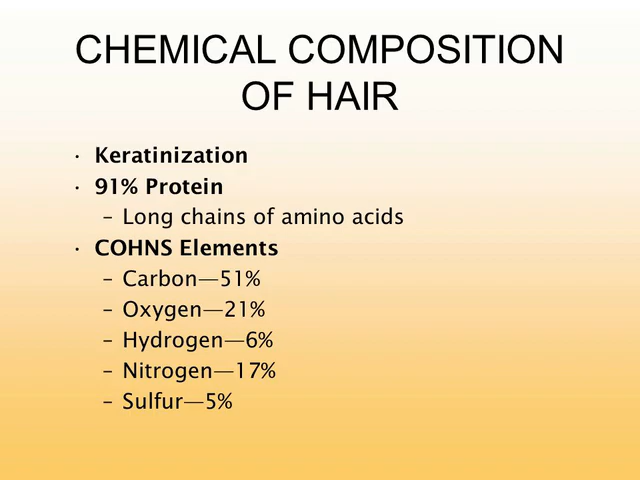 CHEMICAL COMPOSITION
OF HAIR
• Keratinization
• 91% Protein
– Long chains of amino acids
• COHNS Elements
– Carbon—51%
– Oxygen—21%
– Hydrogen—6%
– Nitrogen—17%
– Sulfur—5%